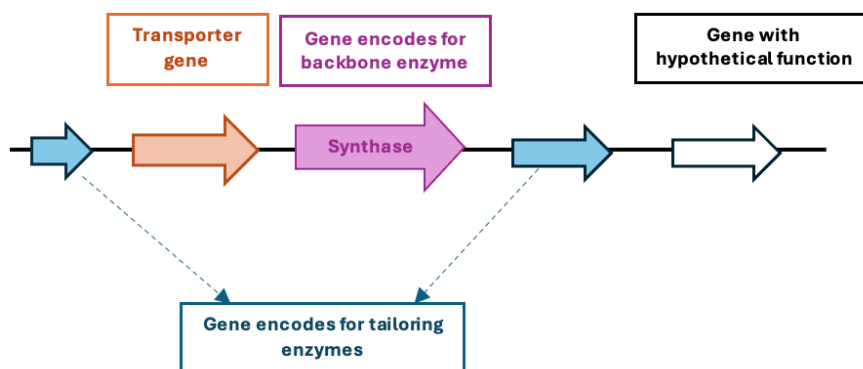 Transporter
gene
Gene encodes for
backbone enzyme
Gene with
hypothetical function
Synthase
Gene encodes for tailoring
enzymes